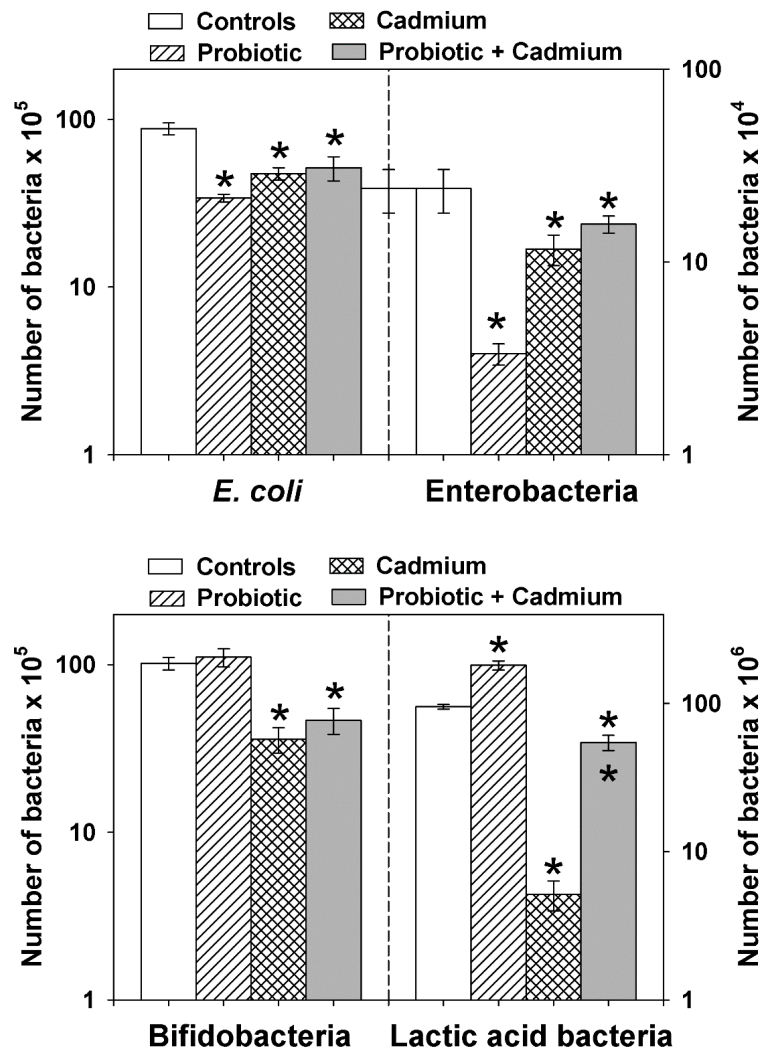 Controls Cadmium
Probiotic Probiotic + Cadmium
Number of bacteria x 10⁵
100
10
1
100
10
1
Number of bacteria x 10⁴
* * * * * *
E. coli Enterobacteria
Controls Cadmium
Probiotic Probiotic + Cadmium
Number of bacteria x 10⁵
100
10
1
100
10
1
Number of bacteria x 10⁶
* * * * * *
Bifidobacteria Lactic acid bacteria